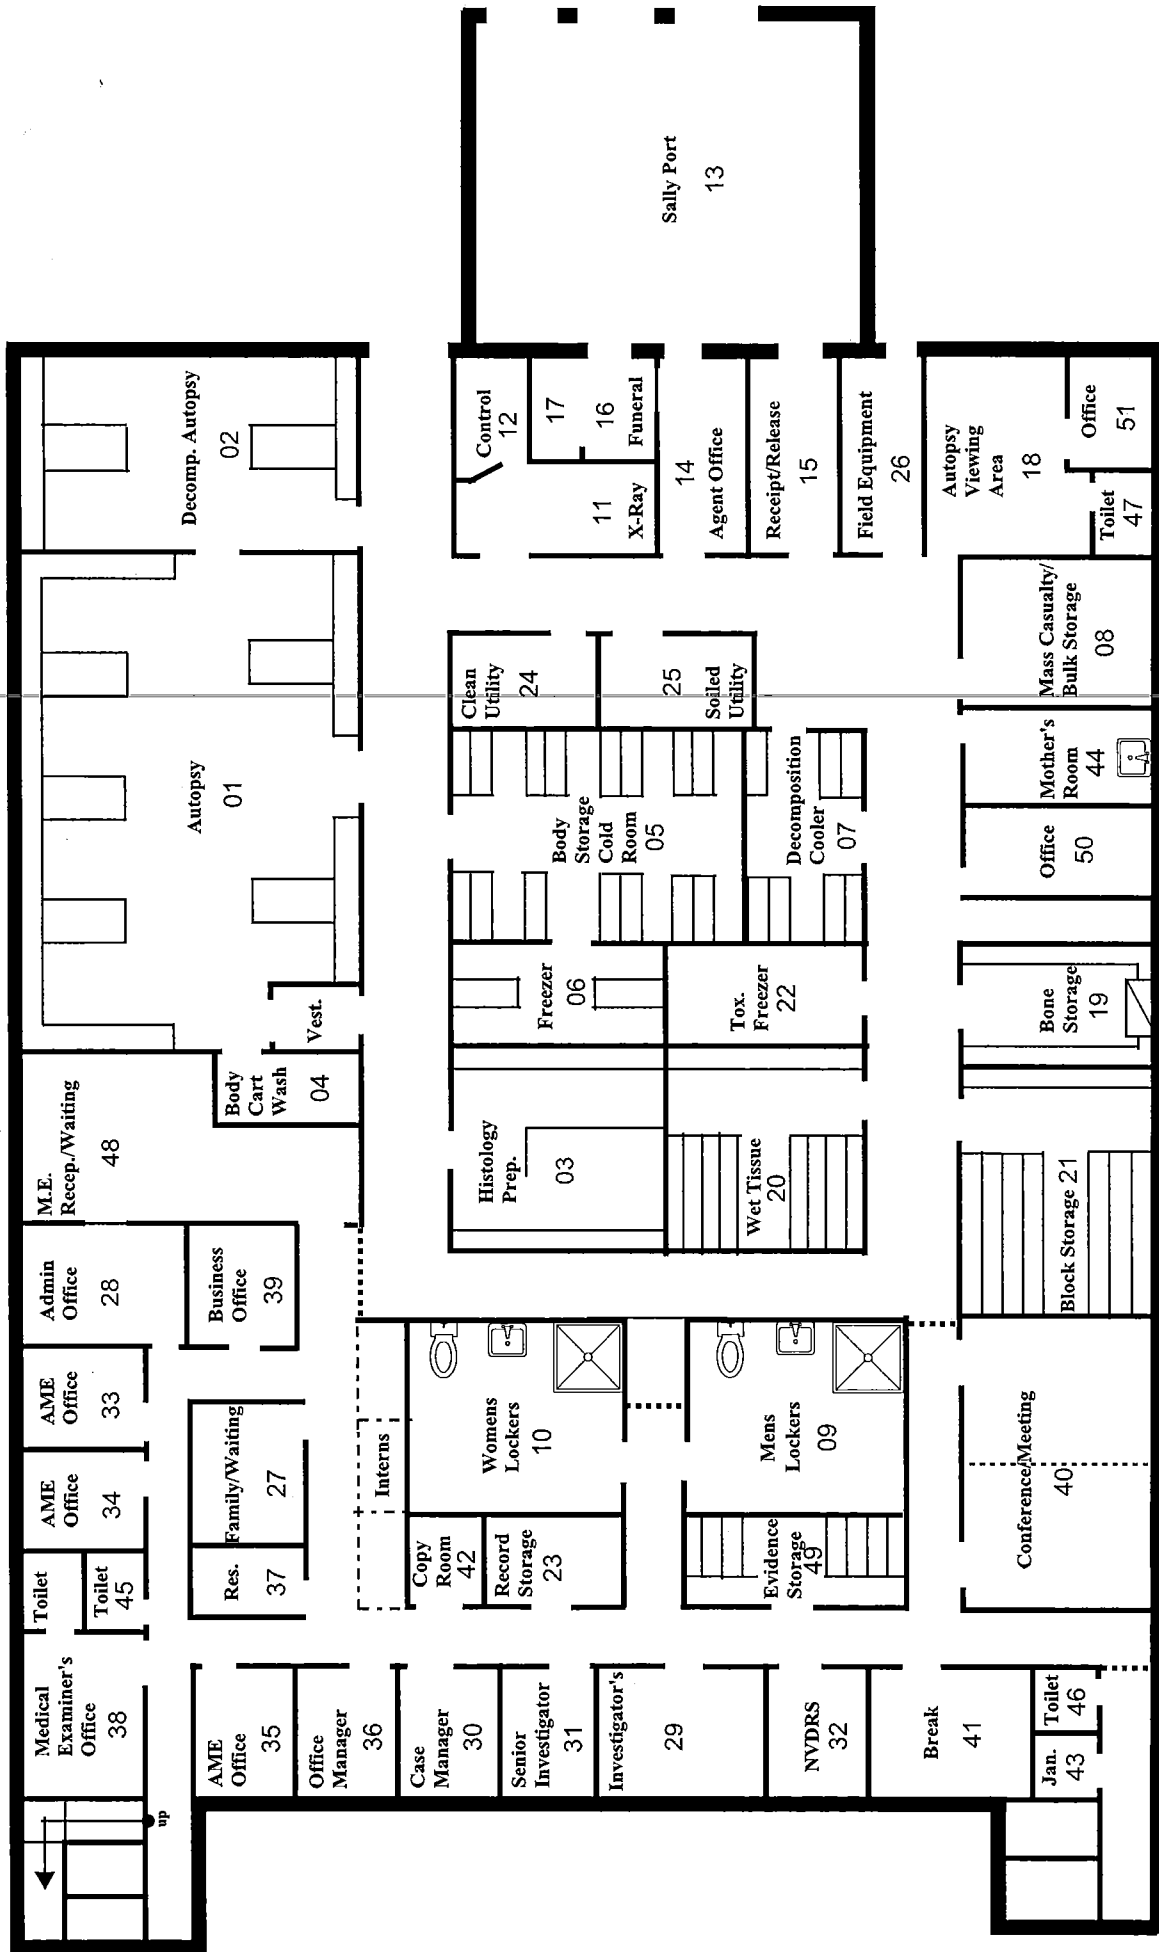 Medical
Examiner's
Office
38
Toilet
Toilet
45
AME
Office
34
AME
Office
33
Admin
Office
28
M.E.
Recep./Waiting
48
Body
Cart
Wash
04
Vest.
Autopsy
01
Decomp. Autopsy
02
up
Res.
37
Family/Waiting
27
Business
Office
39
AME
Office
35
Office
Manager
36
Case
Manager
30
Senior
Investigator
31
Investigator's
29
NVDRS
32
Break
41
Jan.
43
Toilet
46
Interns
Copy
Room
42
Record
Storage
23
Womens
Lockers
10
Mens
Lockers
09
Evidence
Storage
49
Histology
Prep.
03
Wet Tissue
20
Freezer
06
Tox.
Freezer
22
Body
Storage
Cold
Room
05
Decomposition
Cooler
07
Clean
Utility
24
25
Soiled
Utility
Control
12
17
16
Funeral
11
X-Ray
14
Agent Office
Receipt/Release
15
Field Equipment
26
Sally Port
13
Conference/Meeting
40
Block Storage 21
Bone
Storage
19
Office
50
Mother's
Room
44
Mass Casualty/
Bulk Storage
08
Autopsy
Viewing
Area
18
Toilet
47
Office
51